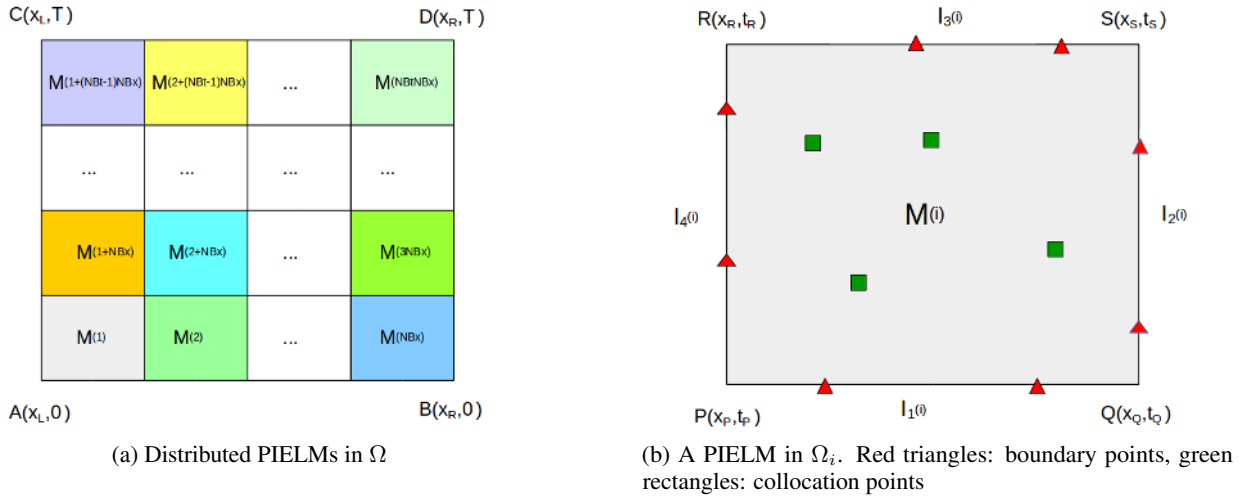 C(x_L,T) D(x_R,T)
M(1+(NBt-1)NBx) M(2+(NBt-1)NBx) ... M(NBtNBx)
... ... ... ...
M(1+NBx) M(2+NBx) ... M(3NBx)
M(1) M(2) ... M(NBx)
A(x_L,0) B(x_R,0)
(a) Distributed PIELMs in Ω
R(x_R,t_R) I_3(i) S(x_S,t_S)
I_4(i) M(i) I_2(i)
P(x_P,t_P) I_1(i) Q(x_Q,t_Q)
(b) A PIELM in Ω_i. Red triangles: boundary points, green
rectangles: collocation points